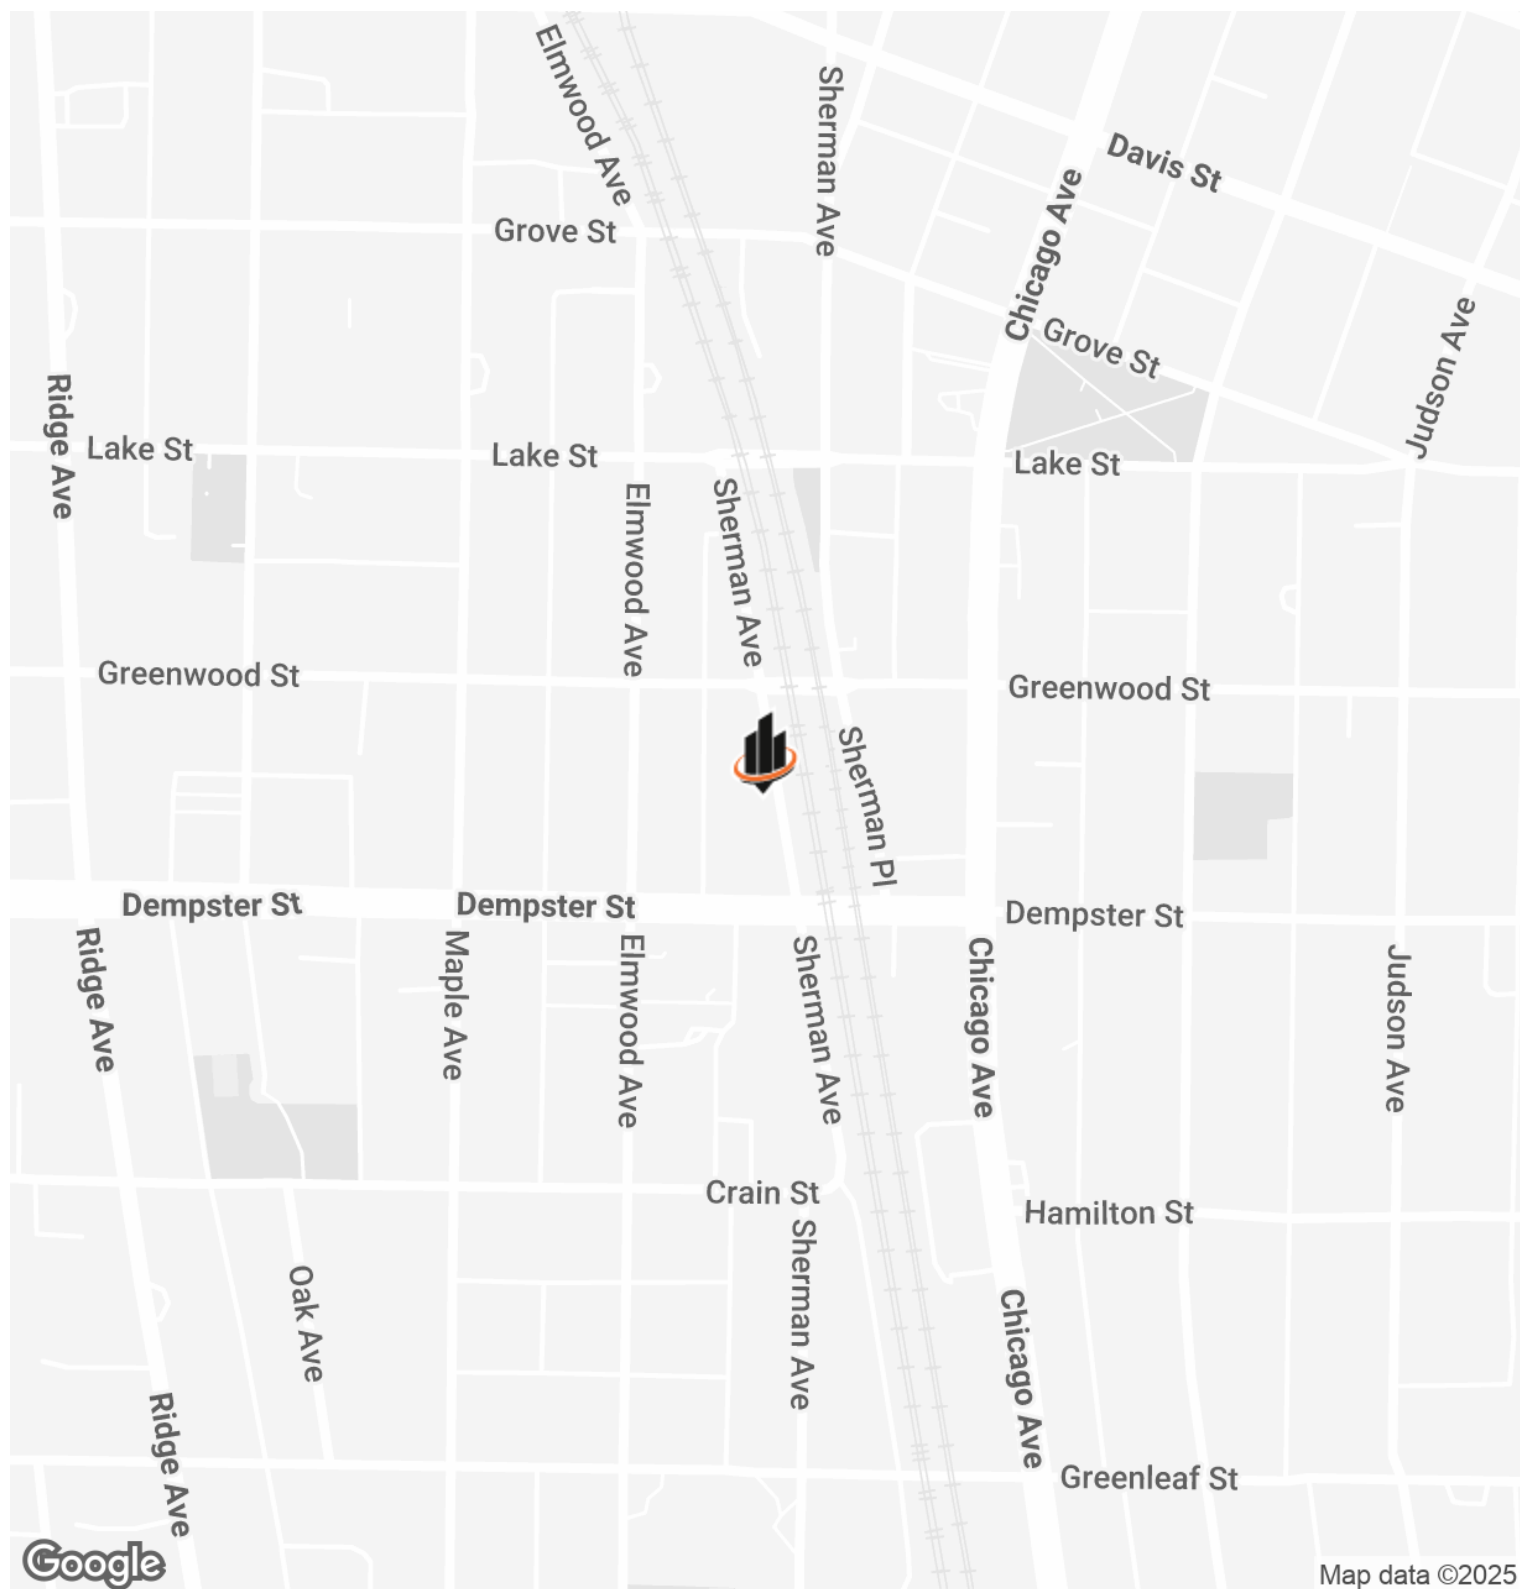 Elmwood Ave
Sherman Ave
Davis St
Chicago Ave
Grove St
Grove St
Judson Ave
Ridge Ave
Lake St
Lake St
Lake St
Elmwood Ave
Sherman Ave
Greenwood St
Greenwood St
Sherman Pl
Dempster St
Dempster St
Dempster St
Ridge Ave
Maple Ave
Elmwood Ave
Sherman Ave
Chicago Ave
Judson Ave
Crain St
Hamilton St
Sherman Ave
Oak Ave
Chicago Ave
Ridge Ave
Greenleaf St
Google
Map data ©2025